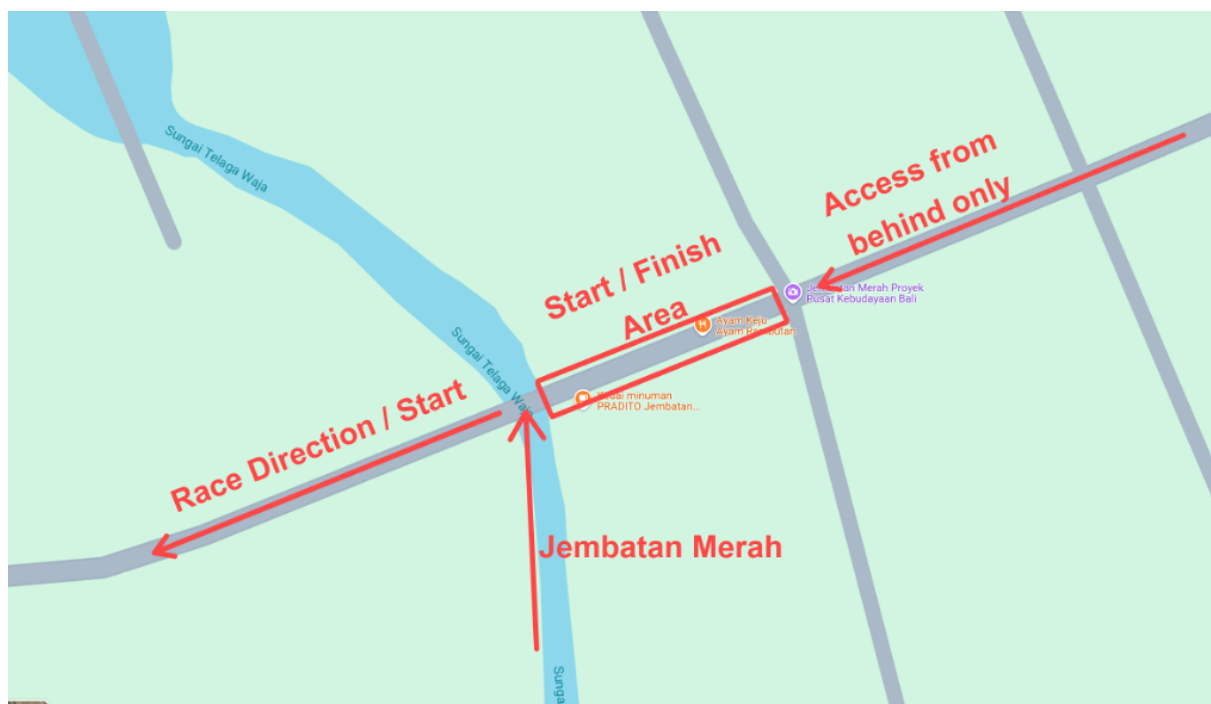 Sungai Telaga Waja
Access from
behind only
Start / Finish
Area
Jembatan Merah Proyek
Pusat Kebudayaan Bali
Ayam Keju
Ayam Rambutan
Sungai Telaga Waja
Kedai minuman
PRADITO Jembatan...
Race Direction / Start
Jembatan Merah